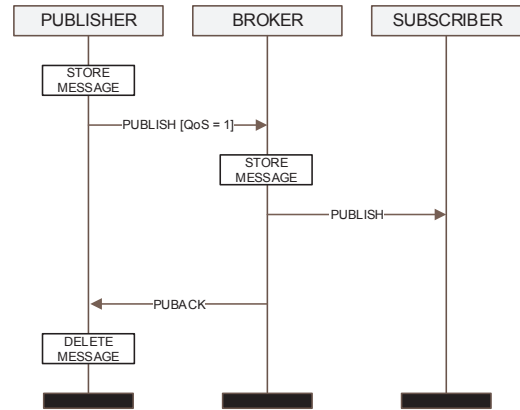 PUBLISHER
BROKER
SUBSCRIBER
STORE
MESSAGE
PUBLISH [QoS = 1]
STORE
MESSAGE
PUBLISH
PUBACK
DELETE
MESSAGE